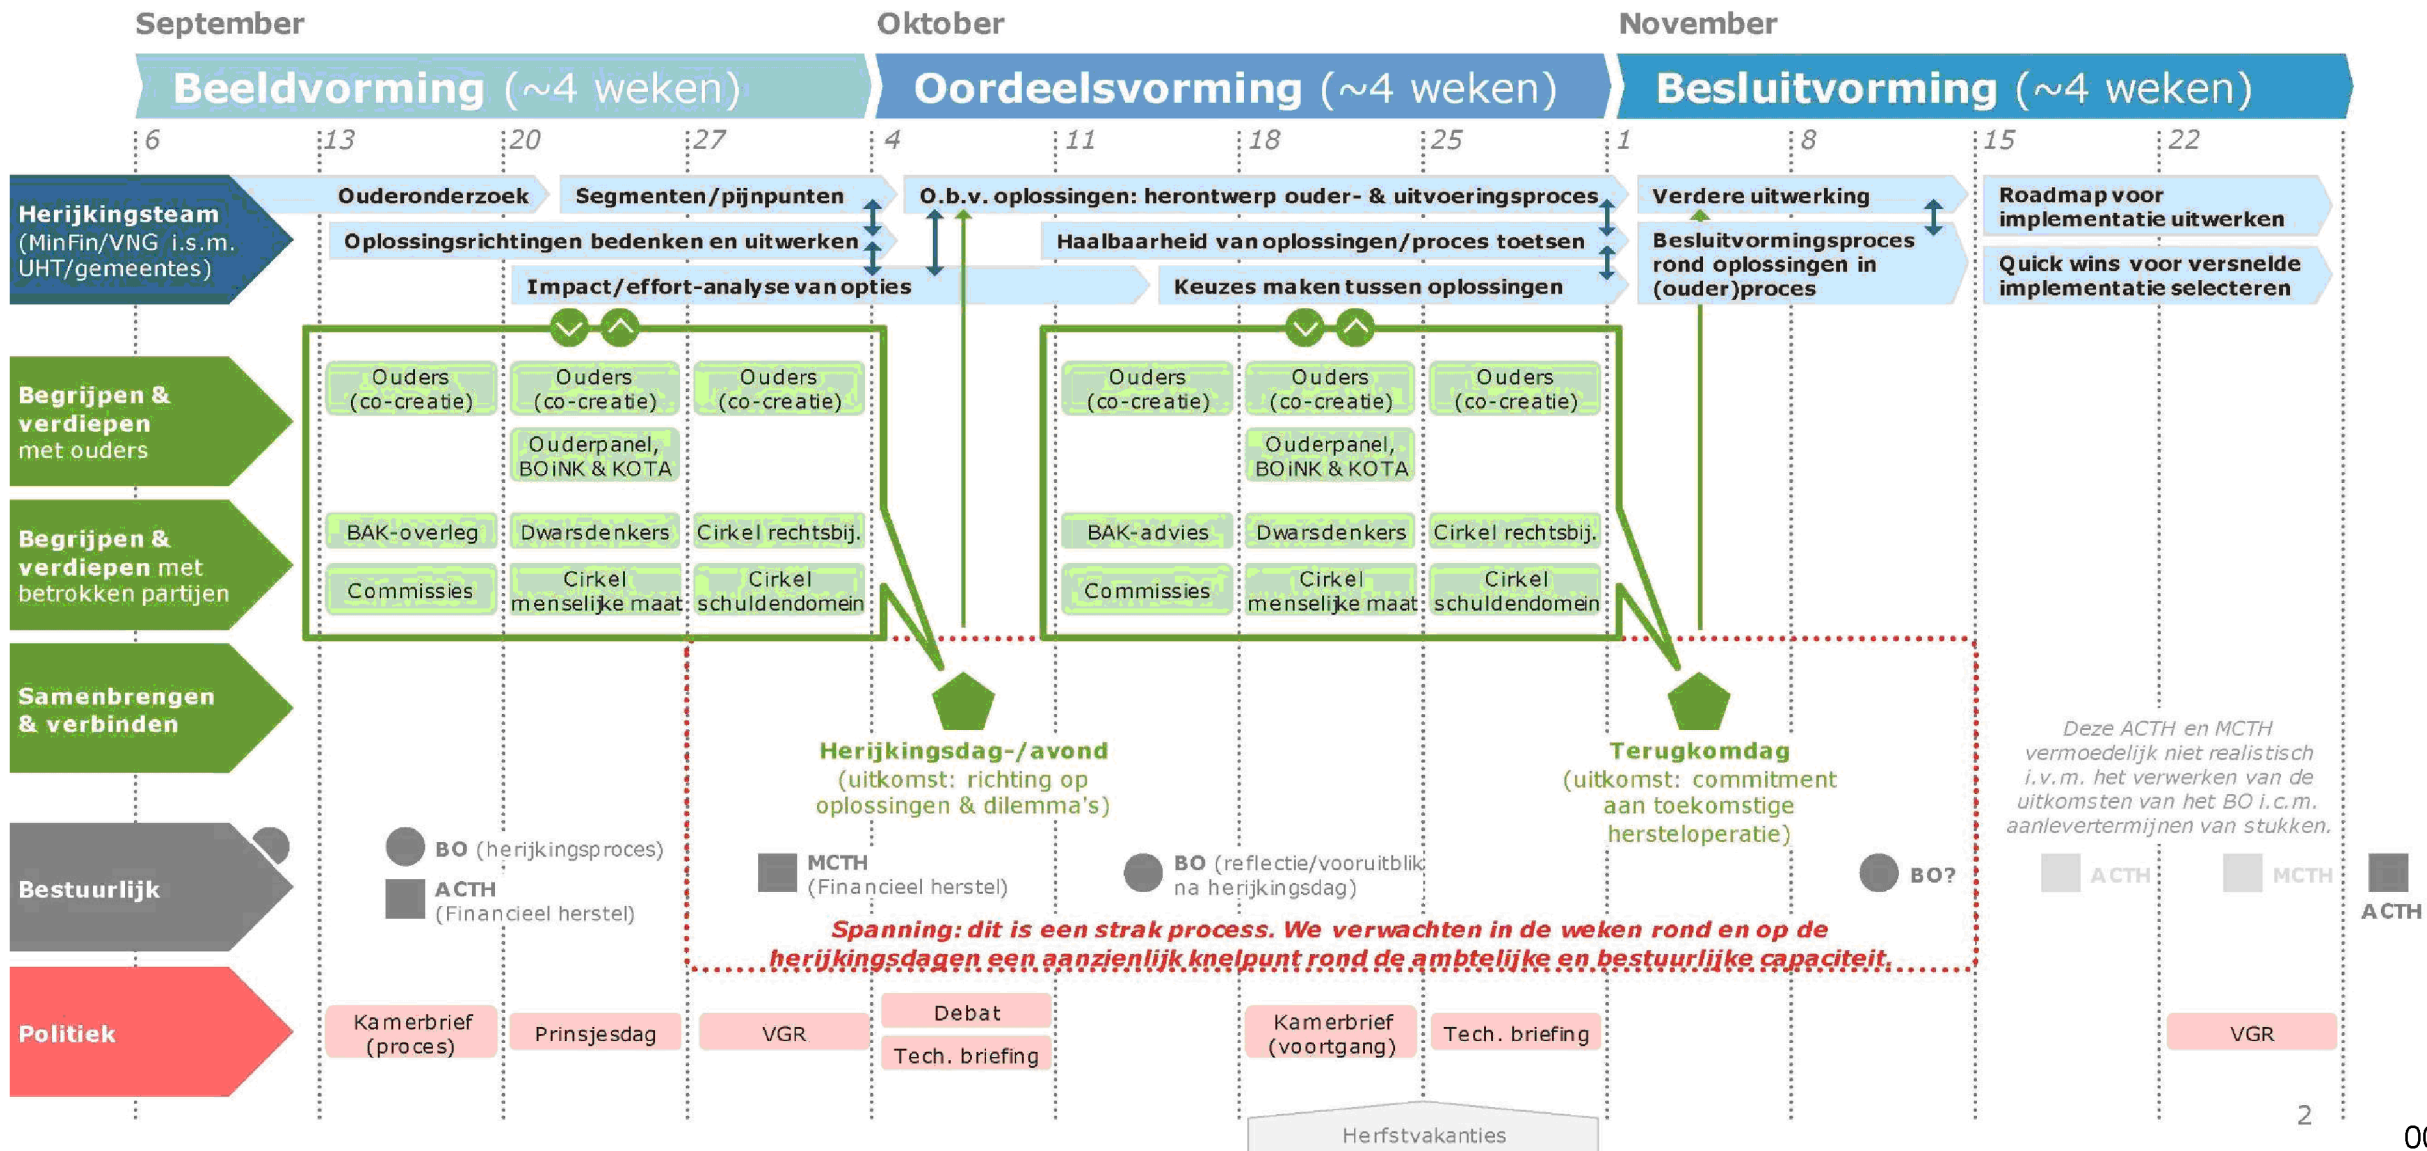 September
Oktober
November
Beeldvorming (~4 weken)
Oordeelsvorming (~4 weken)
Besluitvorming (~4 weken)
6
13
20
27
4
11
18
25
1
8
15
22
Herijkingsteam
(MinFin/VNG i.s.m.
UHT/gemeentes)
Ouderonderzoek
Segmenten/pijnpunten
O.b.v. oplossingen: herontwerp ouder- & uitvoeringsproces
Verdere uitwerking
Roadmap voor
implementatie uitwerken
Oplossingsrichtingen bedenken en uitwerken
Haalbaarheid van oplossingen/proces toetsen
Besluitvormingsproces
rond oplossingen in
(ouder)proces
Quick wins voor versnelde
implementatie selecteren
Impact/effort-analyse van opties
Keuzes maken tussen oplossingen
Begrijpen &
verdiepen
met ouders
Ouders
(co-creatie)
Ouders
(co-creatie)
Ouders
(co-creatie)
Ouders
(co-creatie)
Ouders
(co-creatie)
Ouders
(co-creatie)
Ouderpanel,
BOiNK & KOTA
Ouderpanel,
BOiNK & KOTA
Begrijpen &
verdiepen met
betrokken partijen
BAK-overleg
Dwarsdenkers
Cirkel rechtsbij.
BAK-advies
Dwarsdenkers
Cirkel rechtsbij.
Commissies
Cirkel
menselijke maat
Cirkel
schuldendomein
Commissies
Cirkel
menselijke maat
Cirkel
schuldendomein
Samenbrengen
& verbinden
Herijkingsdag-/avond
(uitkomst: richting op
oplossingen & dilemma's)
Terugkomdag
(uitkomst: commitment
aan toekomstige
hersteloperatie)
Deze ACTH en MCTH
vermoedelijk niet realistisch
i.v.m. het verwerken van de
uitkomsten van het BO i.c.m.
aanlevertermijnen van stukken.
Bestuurlijk
BO (herijkingsproces)
ACTH
(Financieel herstel)
MCTH
(Financieel herstel)
BO (reflectie/vooruitblik
na herijkingsdag)
BO?
ACTH
MCTH
ACTH
Spanning: dit is een strak process. We verwachten in de weken rond en op de
herijkingsdagen een aanzienlijk knelpunt rond de ambtelijke en bestuurlijke capaciteit.
Politiek
Kamerbrief
(proces)
Prinsjesdag
VGR
Debat
Tech. briefing
Kamerbrief
(voortgang)
Tech. briefing
VGR
Herfstvakanties
2